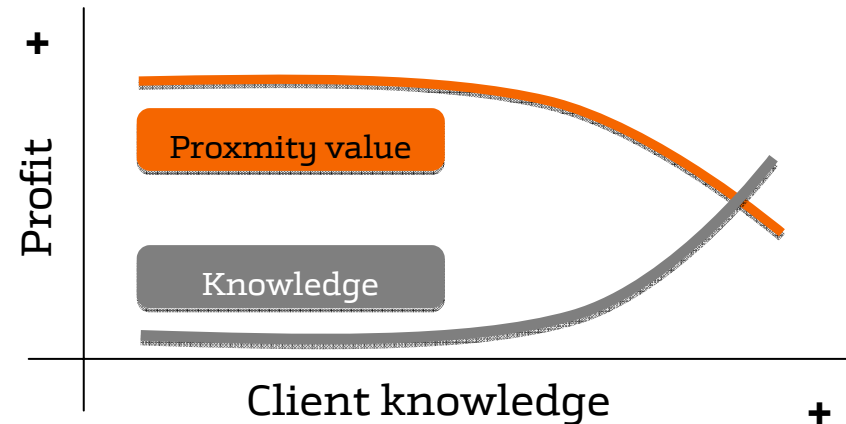 +
Profit
Proxmity value
Knowledge
Client knowledge
+